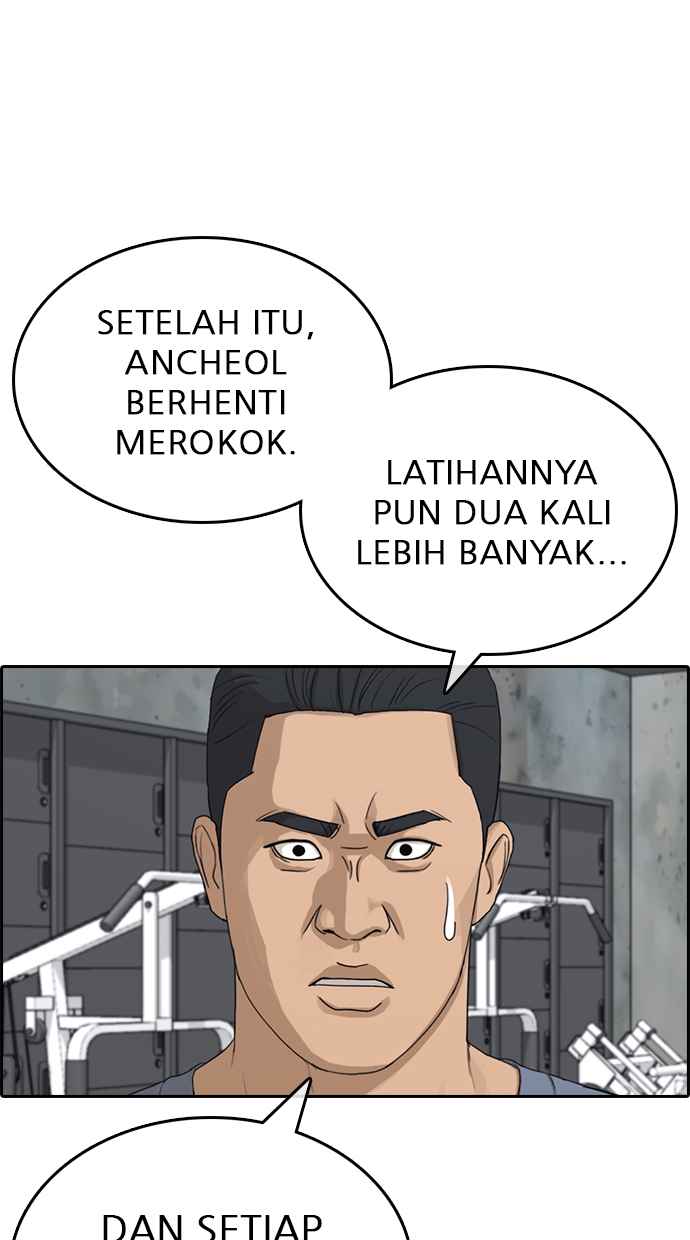 SETELAH ITU,
ANCHEOL
BERHENTI
MEROKOK.
LATIHANNYA
PUN DUA KALI
LEBIH BANYAK...
DAN SETIAP